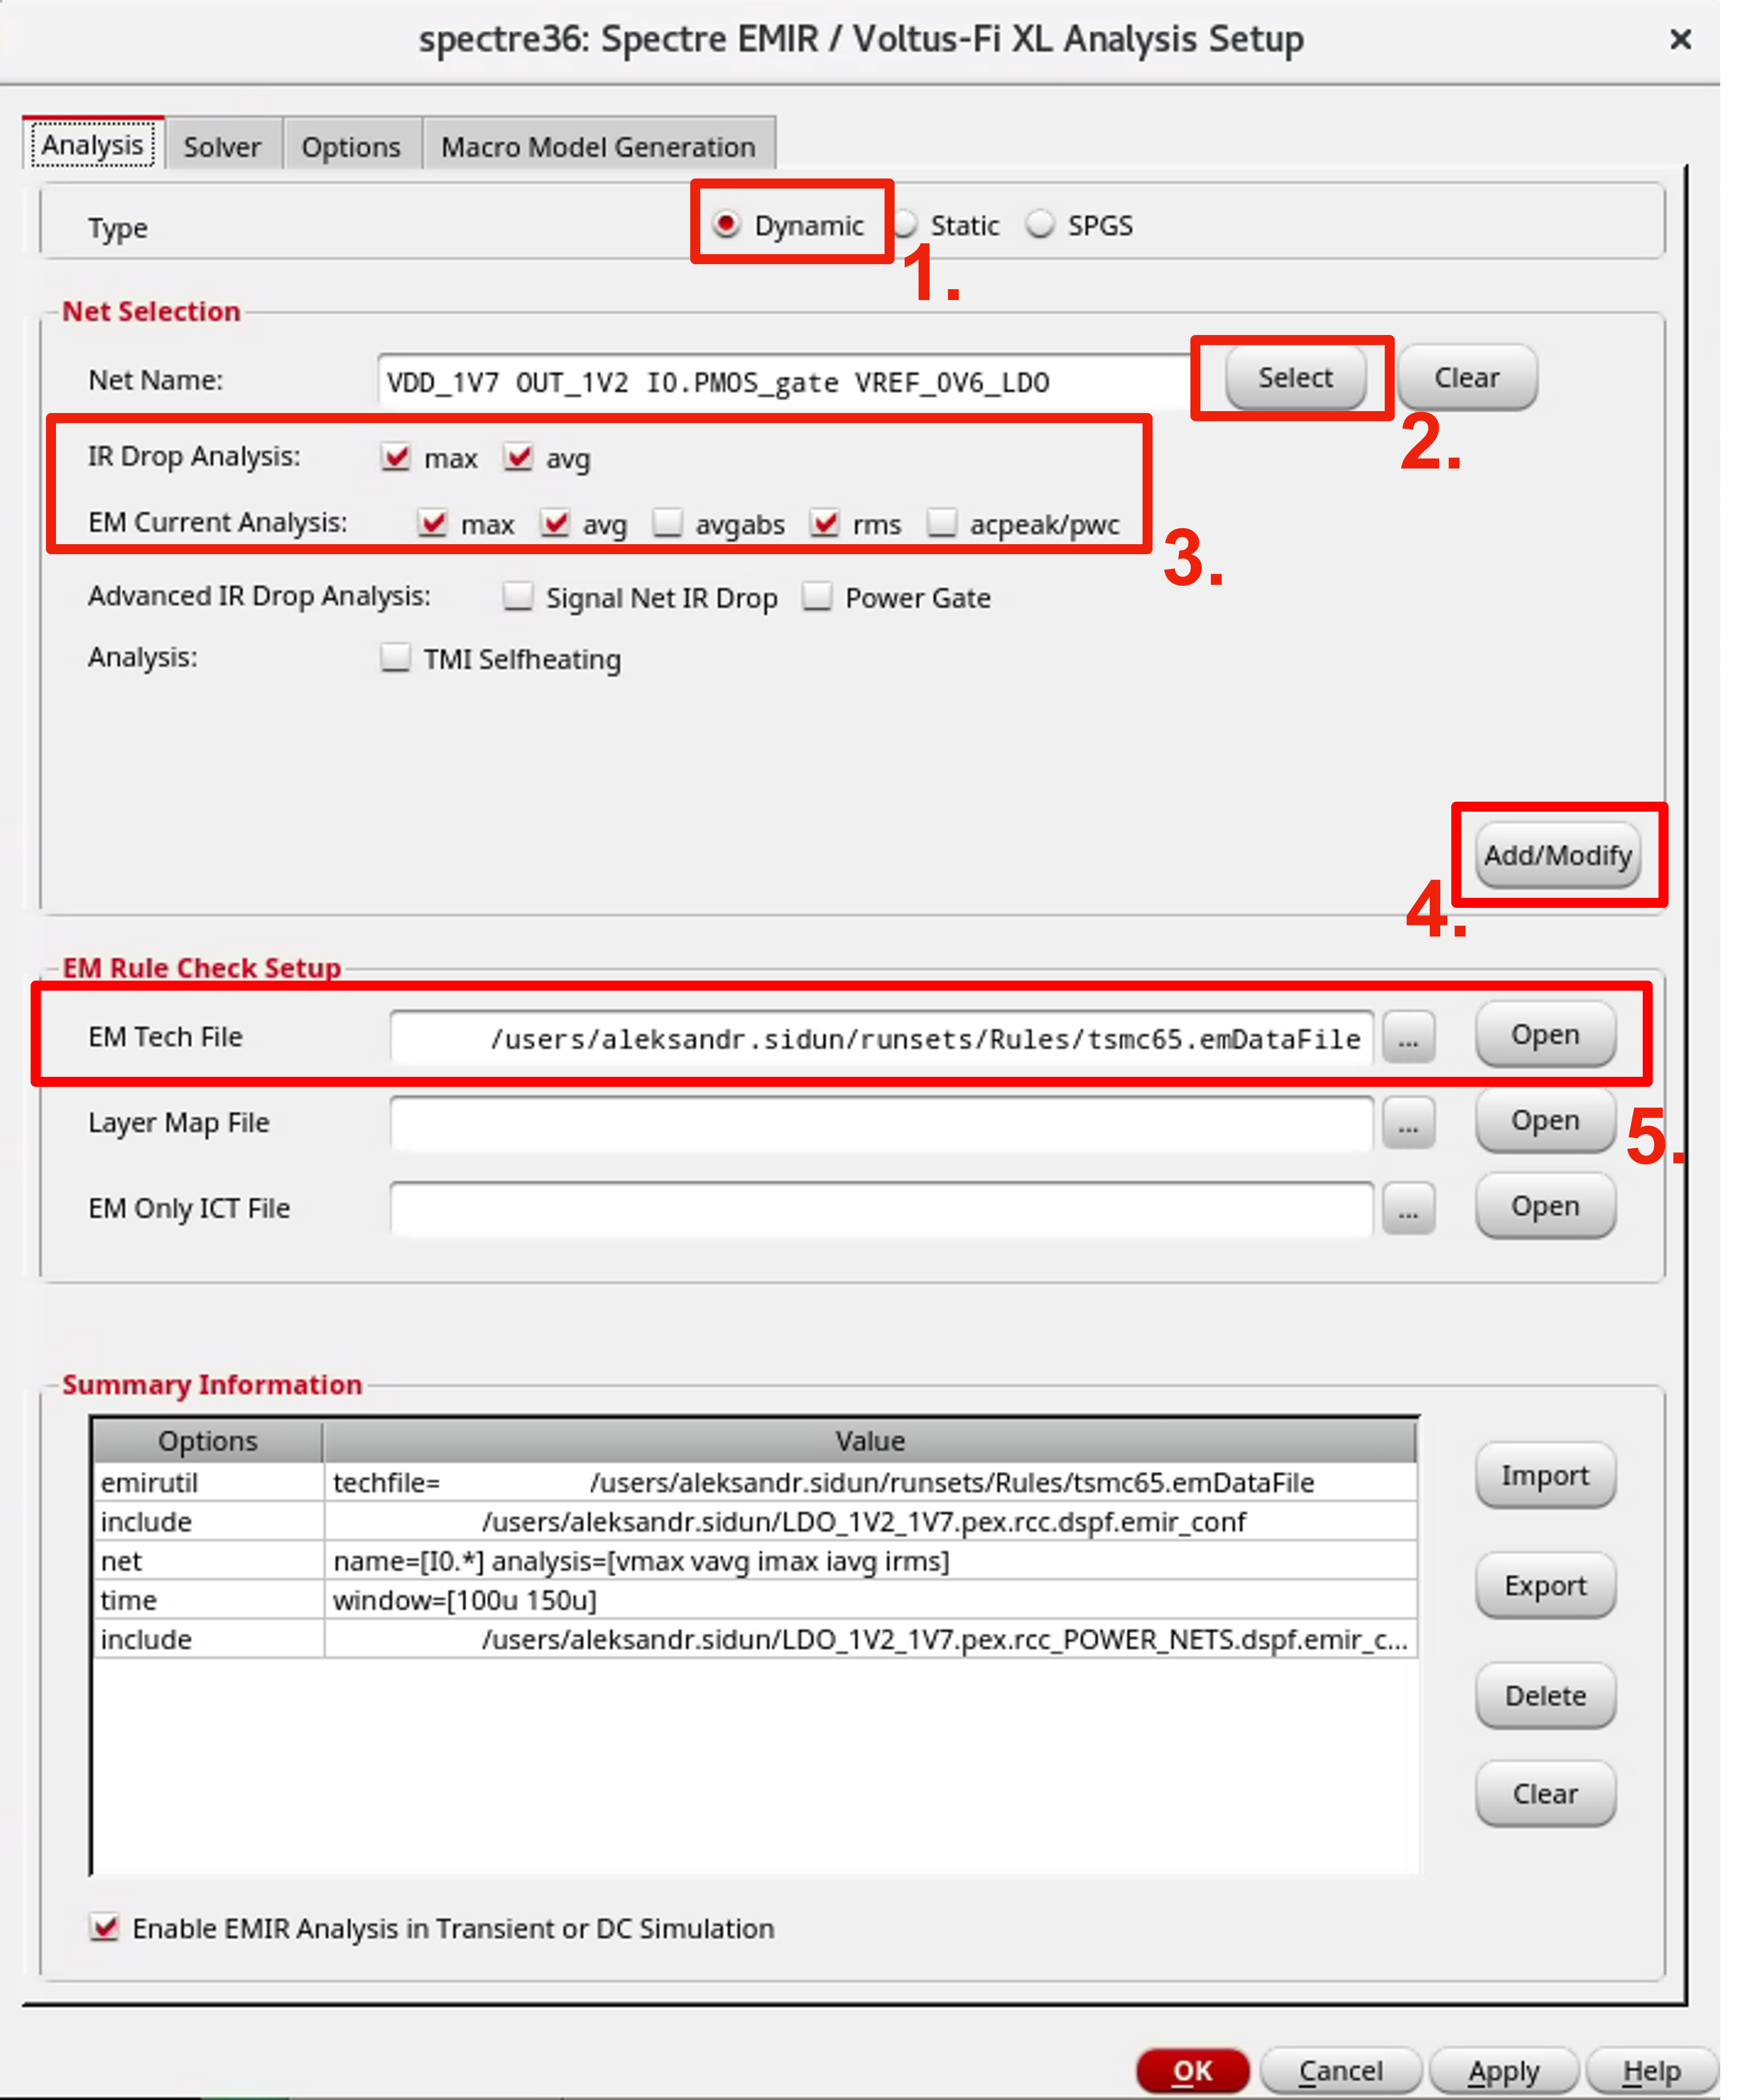 spectre36: Spectre EMIR / Voltus-Fi XL Analysis Setup ×
Analysis Solver Options Macro Model Generation
Type Dynamic Static SPGS
1.
Net Selection
Net Name: VDD_1V7 OUT_1V2 I0.PMOS_gate VREF_0V6_LDO Select Clear
2.
IR Drop Analysis: max avg
EM Current Analysis: max avg avgabs rms acpeak/pwc
3.
Advanced IR Drop Analysis: Signal Net IR Drop Power Gate
Analysis: TMI Selfheating
Add/Modify
4.
EM Rule Check Setup
EM Tech File /users/aleksandr.sidun/runsets/Rules/tsmc65.emDataFile ... Open
Layer Map File ... Open
5.
EM Only ICT File ... Open
Summary Information
Options Value
emirutil techfile= /users/aleksandr.sidun/runsets/Rules/tsmc65.emDataFile
include /users/aleksandr.sidun/LDO_1V2_1V7.pex.rcc.dspf.emir_conf
net name=[I0.*] analysis=[vmax vavg imax iavg irms]
time window=[100u 150u]
include /users/aleksandr.sidun/LDO_1V2_1V7.pex.rcc_POWER_NETS.dspf.emir_c...
Import
Export
Delete
Clear
Enable EMIR Analysis in Transient or DC Simulation
OK Cancel Apply Help